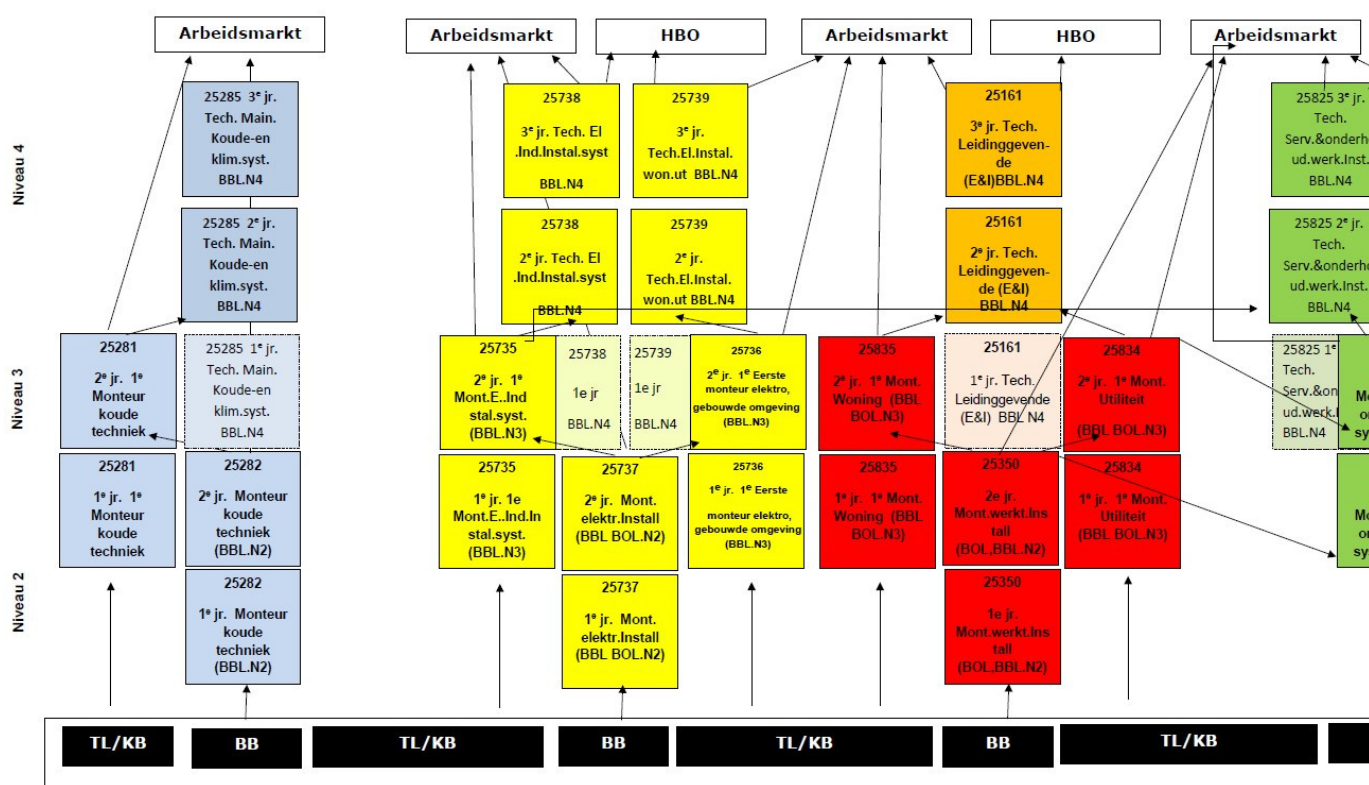 Arbeidsmarkt
Arbeidsmarkt
HBO
Arbeidsmarkt
HBO
Arbeidsmarkt
Niveau 4
25285 3e jr.
Tech. Main.
Koude-en
klim.syst.
BBL.N4
25738
3e jr. Tech. El
.Ind.Instal.syst
BBL.N4
25739
3e jr.
Tech.El.Instal.
won.ut BBL.N4
25161
3e jr. Tech.
Leidinggeven-
de
(E&I)BBL.N4
25825 3e jr.
Tech.
Serv.&onderho
ud.werk.Inst.
BBL.N4
25285 2e jr.
Tech. Main.
Koude-en
klim.syst.
BBL.N4
25738
2e jr. Tech. El
.Ind.Instal.syst
BBL.N4
25739
2e jr.
Tech.El.Instal.
won.ut BBL.N4
25161
2e jr. Tech.
Leidinggeven-
de (E&I)
BBL.N4
25825 2e jr.
Tech.
Serv.&onderho
ud.werk.Inst.
BBL.N4
Niveau 3
25281
2e jr. 1e
Monteur
koude
techniek
25285 1e jr.
Tech. Main.
Koude-en
klim.syst.
BBL.N4
25735
2e jr. 1e
Mont.E..Ind
stal.syst.
(BBL.N3)
25738
1e jr
BBL.N4
25739
1e jr
BBL.N4
25736
2e jr. 1e Eerste
monteur elektro,
gebouwde omgeving
(BBL.N3)
25835
2e jr. 1e Mont.
Woning (BBL
BOL.N3)
25161
1e jr. Tech.
Leidinggevende
(E&I) BBL N4
25834
2e jr. 1e Mont.
Utiliteit
(BBL BOL.N3)
25825 1e
Tech.
Serv.&ond
ud.werk.I
BBL.N4
25281
1e jr. 1e
Monteur
koude
techniek
25282
2e jr. Monteur
koude
techniek
(BBL.N2)
25735
1e jr. 1e
Mont.E..Ind.In
stal.syst.
(BBL.N3)
25737
2e jr. Mont.
elektr.Install
(BBL BOL.N2)
25736
1e jr. 1e Eerste
monteur elektro,
gebouwde omgeving
(BBL.N3)
25835
1e jr. 1e Mont.
Woning (BBL
BOL.N3)
25350
2e jr.
Mont.werkt.Ins
tall
(BOL,BBL.N2)
25834
1e jr. 1e Mont.
Utiliteit
(BBL BOL.N3)
Niveau 2
25282
1e jr. Monteur
koude
techniek
(BBL.N2)
25737
1e jr. Mont.
elektr.Install
(BBL BOL.N2)
25350
1e jr.
Mont.werkt.Ins
tall
(BOL,BBL.N2)
TL/KB
BB
TL/KB
BB
TL/KB
BB
TL/KB